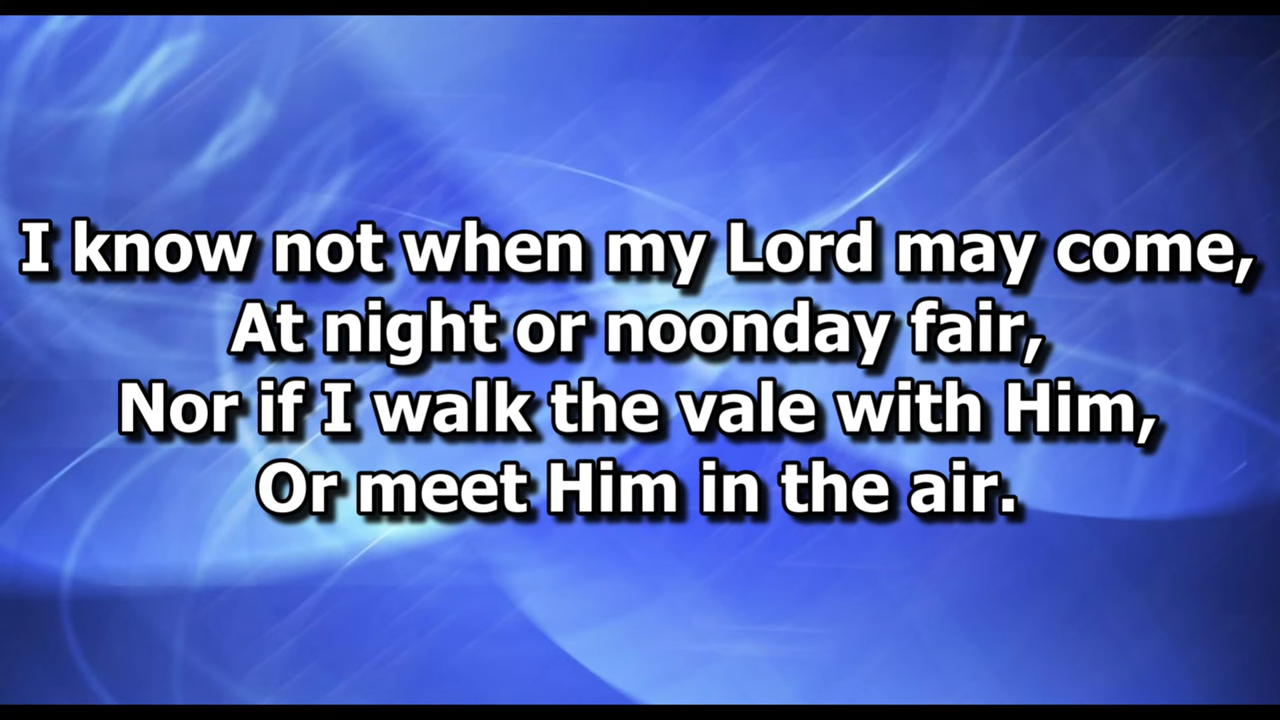 I know not when my Lord may come,
At night or noonday fair,
Nor if I walk the vale with Him,
Or meet Him in the air.